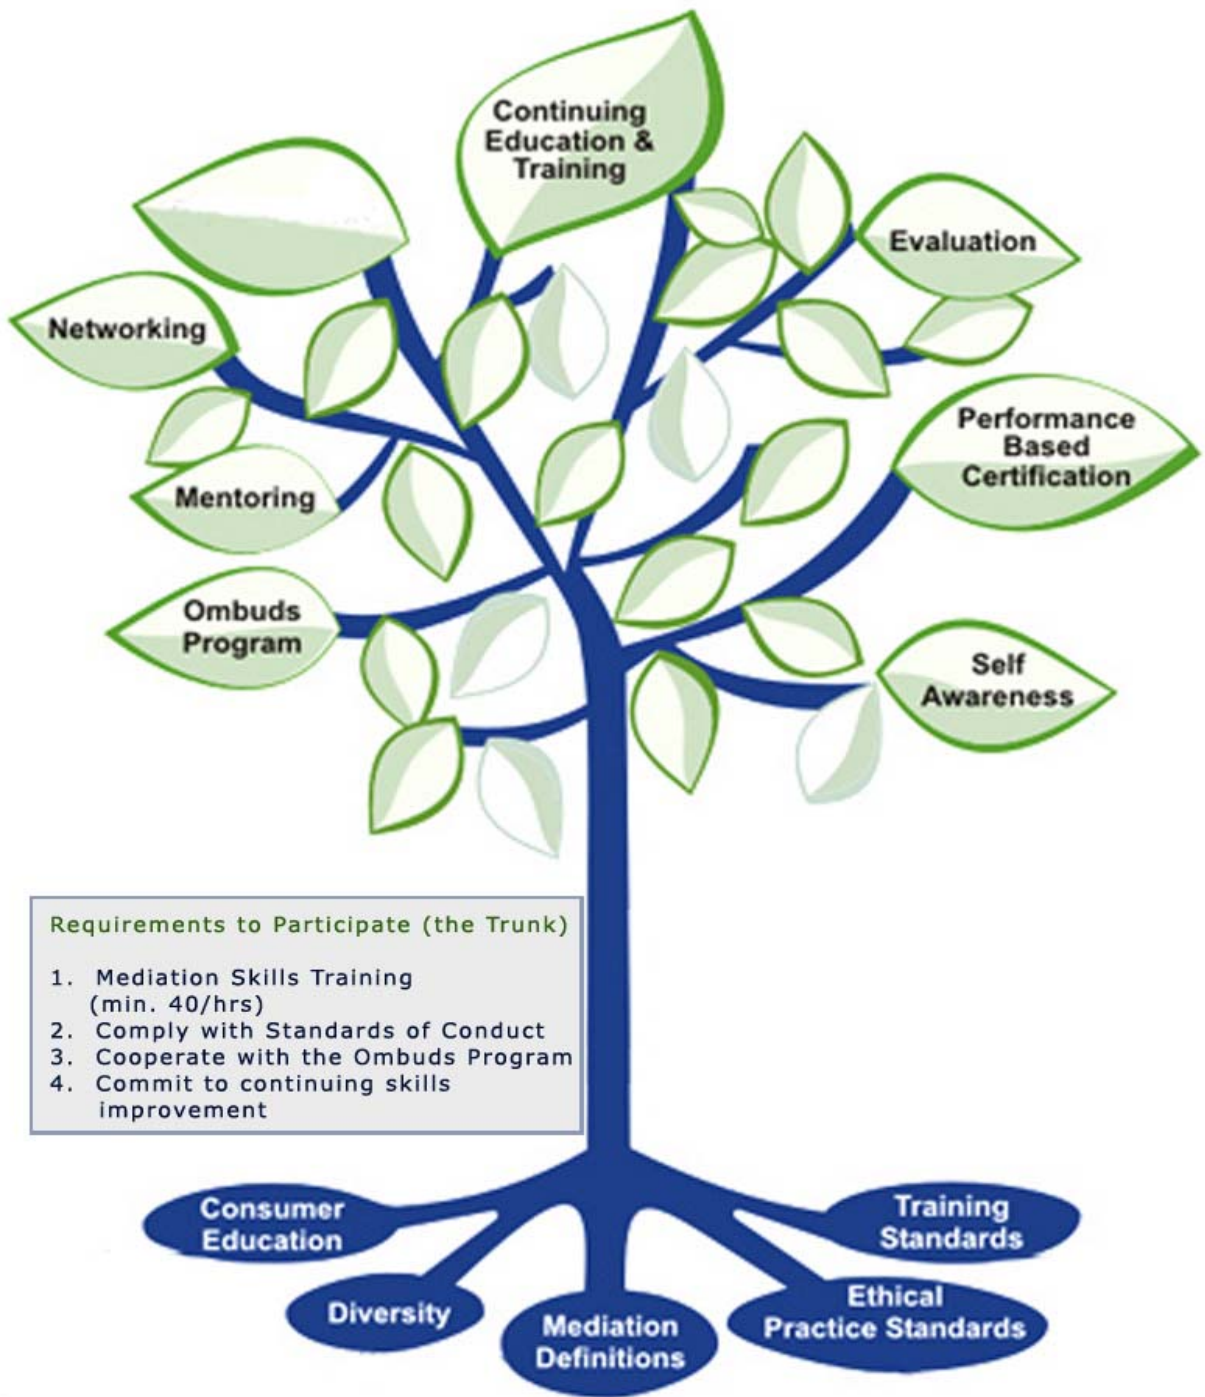 Continuing
Education &
Training
Evaluation
Networking
Performance
Based
Certification
Mentoring
Ombuds
Program
Self
Awareness
Requirements to Participate (the Trunk)
1. Mediation Skills Training
(min. 40/hrs)
2. Comply with Standards of Conduct
3. Cooperate with the Ombuds Program
4. Commit to continuing skills
improvement
Consumer
Education
Training
Standards
Diversity
Mediation
Definitions
Ethical
Practice Standards